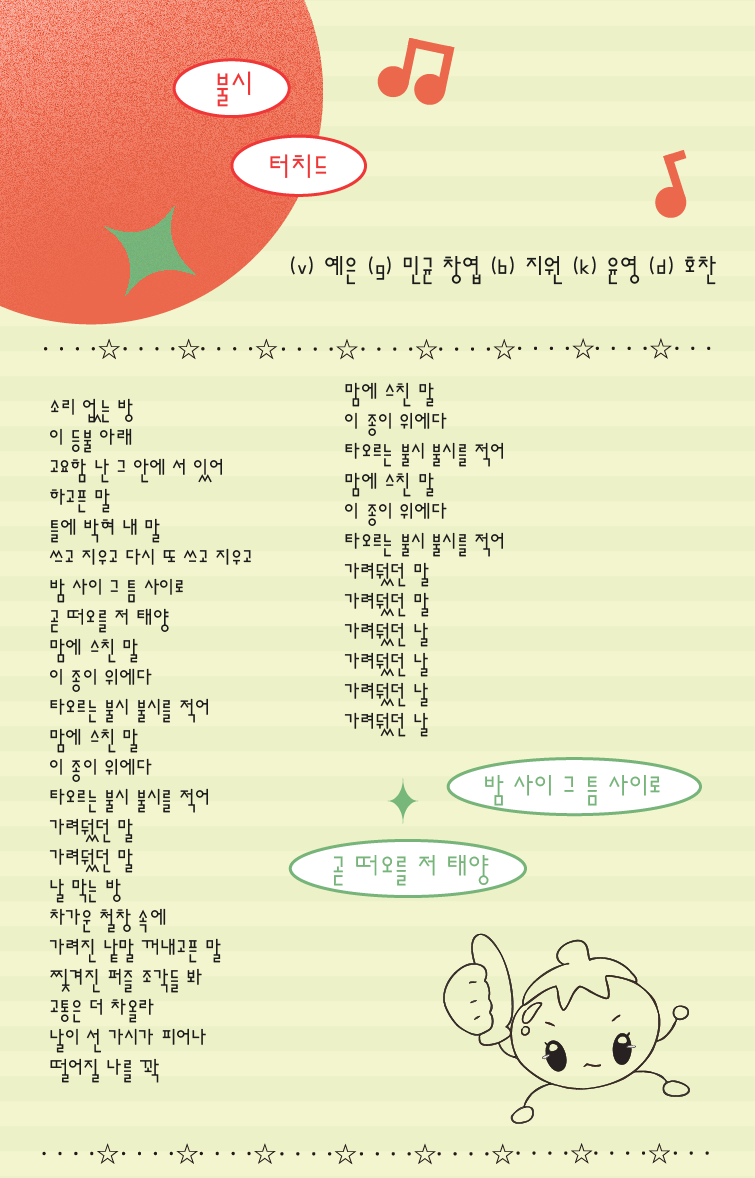 불시
터치드
(v) 예은 (g) 민균 창엽 (b) 지원 (k) 윤영 (d) 호찬
소리 없는 방
이 등불 아래
고요함 난 그 안에 서 있어
하고픈 말
틀에 박혀 내 말
쓰고 지우고 다시 또 쓰고 지우고
밤 사이 그 틈 사이로
곧 떠오를 저 태양
맘에 스친 말
이 종이 위에다
타오르는 불시 불시를 적어
맘에 스친 말
이 종이 위에다
타오르는 불시 불시를 적어
가려뒀던 말
가려뒀던 말
날 막는 방
차가운 철창 속에
가려진 낱말 꺼내고픈 말
찢겨진 퍼즐 조각들 봐
고통은 더 차올라
날이 선 가시가 피어나
떨어질 나를 꽉
맘에 스친 말
이 종이 위에다
타오르는 불시 불시를 적어
맘에 스친 말
이 종이 위에다
타오르는 불시 불시를 적어
가려뒀던 말
가려뒀던 말
가려뒀던 날
가려뒀던 날
가려뒀던 날
가려뒀던 날
밤 사이 그 틈 사이로
곧 떠오를 저 태양